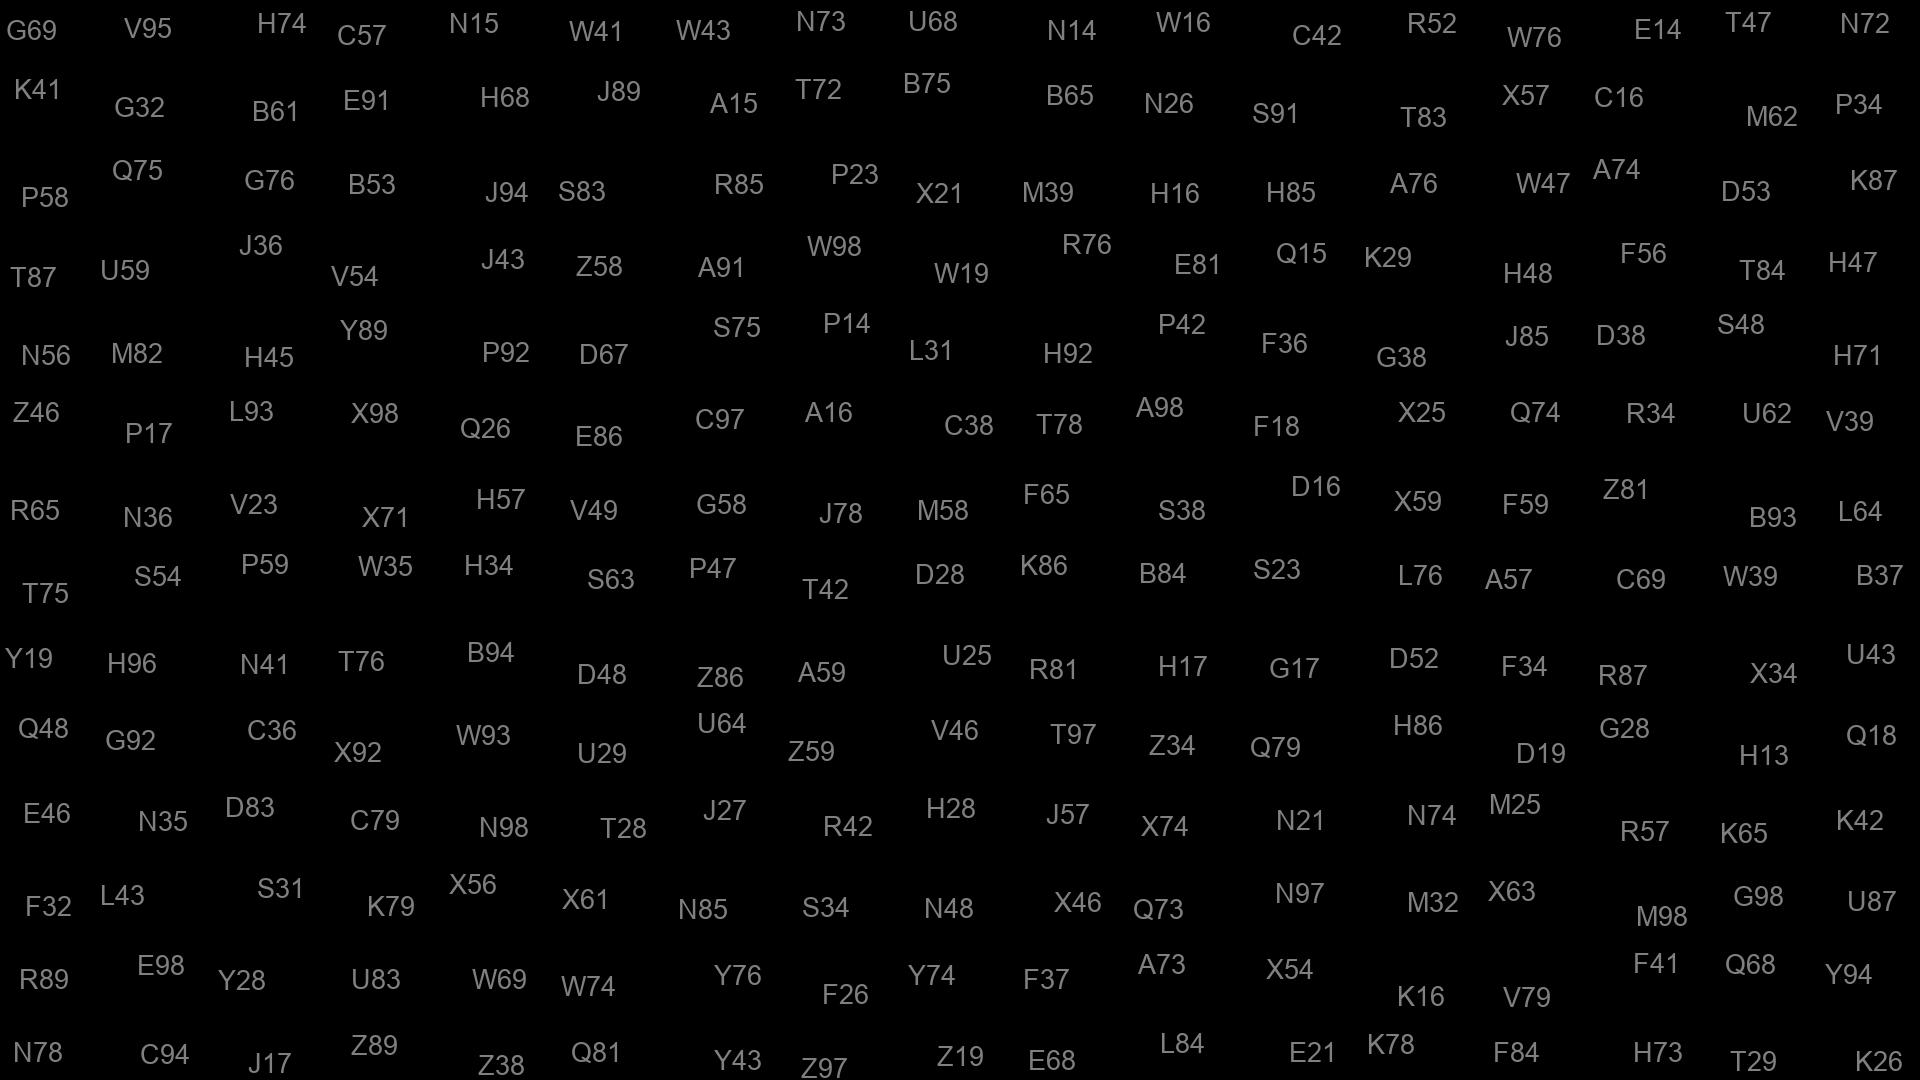 G69 V95 H74 C57 N15 W41 W43 N73 U68 N14 W16 C42 R52 W76 E14 T47 N72
K41 G32 B61 E91 H68 J89 A15 T72 B75 B65 N26 S91 T83 X57 C16 M62 P34
P58 Q75 G76 B53 J94 S83 R85 P23 X21 M39 H16 H85 A76 W47 A74 D53 K87
T87 U59 J36 V54 J43 Z58 A91 W98 W19 R76 E81 Q15 K29 H48 F56 T84 H47
N56 M82 H45 Y89 P92 D67 S75 P14 L31 H92 P42 F36 G38 J85 D38 S48 H71
Z46 P17 L93 X98 Q26 E86 C97 A16 C38 T78 A98 F18 X25 Q74 R34 U62 V39
R65 N36 V23 X71 H57 V49 G58 J78 M58 F65 S38 D16 X59 F59 Z81 B93 L64
T75 S54 P59 W35 H34 S63 P47 T42 D28 K86 B84 S23 L76 A57 C69 W39 B37
Y19 H96 N41 T76 B94 D48 Z86 A59 U25 R81 H17 G17 D52 F34 R87 X34 U43
Q48 G92 C36 X92 W93 U29 U64 Z59 V46 T97 Z34 Q79 H86 D19 G28 H13 Q18
E46 N35 D83 C79 N98 T28 J27 R42 H28 J57 X74 N21 N74 M25 R57 K65 K42
F32 L43 S31 K79 X56 X61 N85 S34 N48 X46 Q73 N97 M32 X63 M98 G98 U87
R89 E98 Y28 U83 W69 W74 Y76 F26 Y74 F37 A73 X54 K16 V79 F41 Q68 Y94
N78 C94 J17 Z89 Z38 Q81 Y43 Z97 Z19 E68 L84 E21 K78 F84 H73 T29 K26